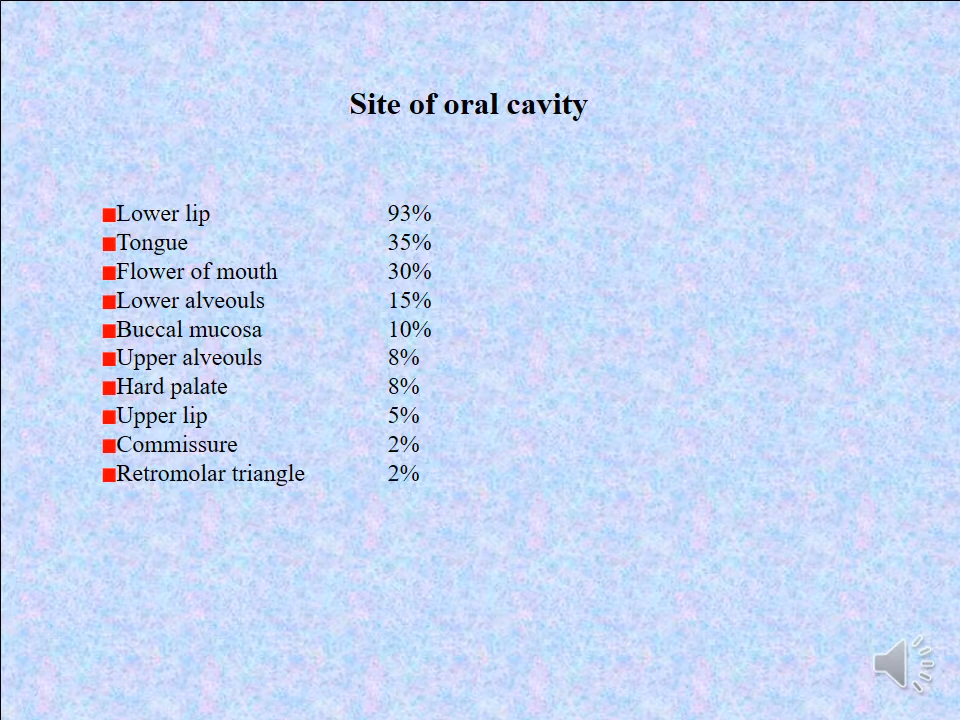 Site of oral cavity
Lower lip 93%
Tongue 35%
Flower of mouth 30%
Lower alveouls 15%
Buccal mucosa 10%
Upper alveouls 8%
Hard palate 8%
Upper lip 5%
Commissure 2%
Retromolar triangle 2%